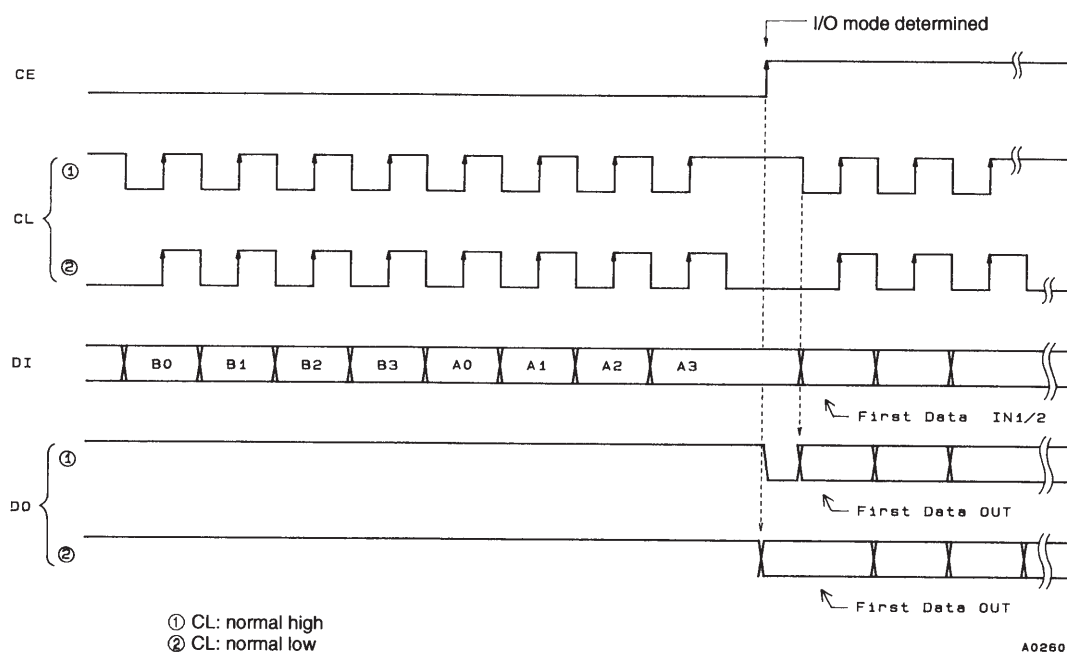 I/O mode determined
CE
CL
①
②
DI B0 B1 B2 B3 A0 A1 A2 A3
First Data IN1/2
DO
①
First Data OUT
②
First Data OUT
① CL: normal high
② CL: normal low
A0260